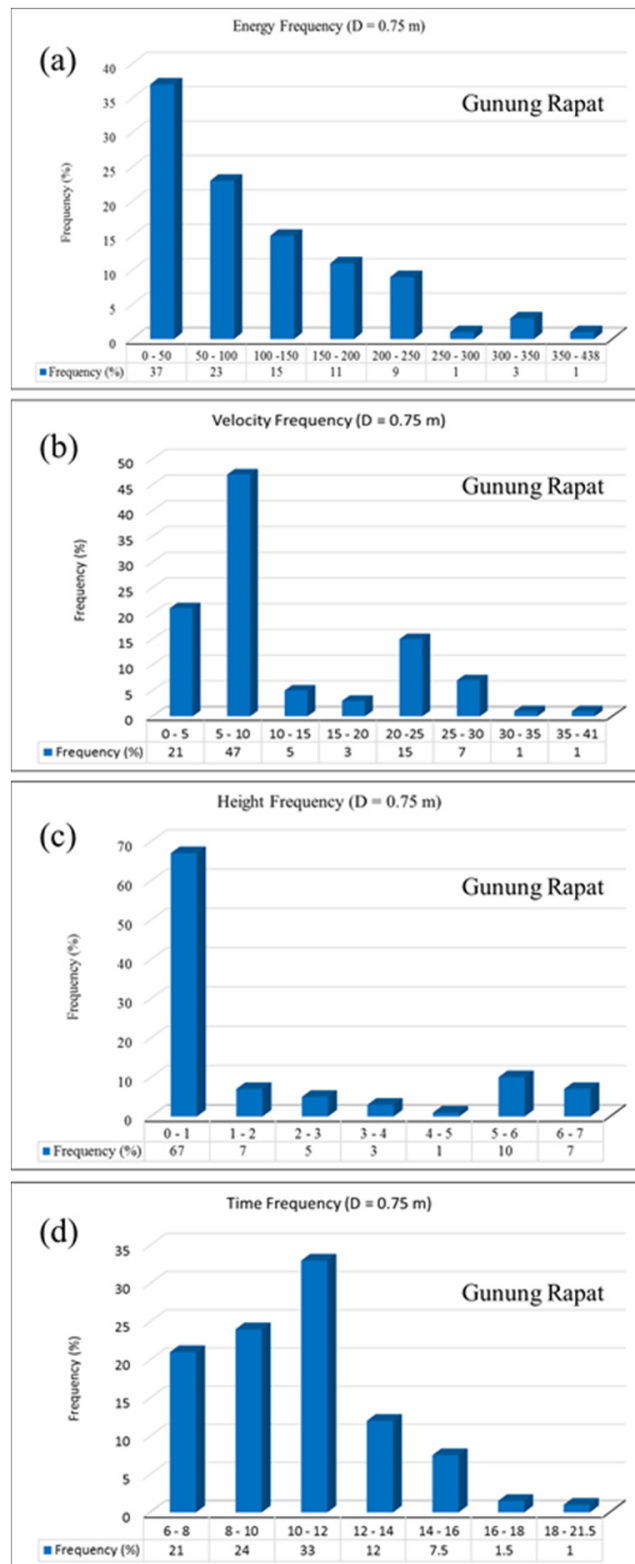 Energy Frequency (D = 0.75 m)
(a)
Gunung Rapat
Frequency (%)
40
35
30
25
20
15
10
5
0
0 - 50 50 - 100 100 -150 150 - 200 200 - 250 250 - 300 300 - 350 350 - 438
Frequency (%) 37 23 15 11 9 1 3 1
Velocity Frequency (D = 0.75 m)
(b)
Gunung Rapat
Frequency (%)
50
45
40
35
30
25
20
15
10
5
0
0 - 5 5 - 10 10 - 15 15 - 20 20 -25 25 - 30 30 - 35 35 - 41
Frequency (%) 21 47 5 3 15 7 1 1
Height Frequency (D = 0.75 m)
(c)
Gunung Rapat
Frequency (%)
70
60
50
40
30
20
10
0
0 - 1 1 - 2 2 - 3 3 - 4 4 - 5 5 - 6 6 - 7
Frequency (%) 67 7 5 3 1 10 7
Time Frequency (D = 0.75 m)
(d)
Gunung Rapat
Frequency (%)
35
30
25
20
15
10
5
0
6 - 8 8 - 10 10 - 12 12 - 14 14 - 16 16 - 18 18 - 21.5
Frequency (%) 21 24 33 12 7.5 1.5 1